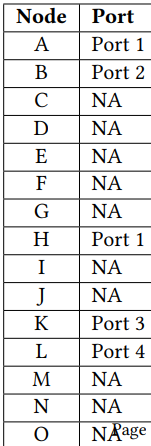 Node Port
A Port 1
B Port 2
C NA
D NA
E NA
F NA
G NA
H Port 1
I NA
J NA
K Port 3
L Port 4
M NA
N NA
O NA
Page